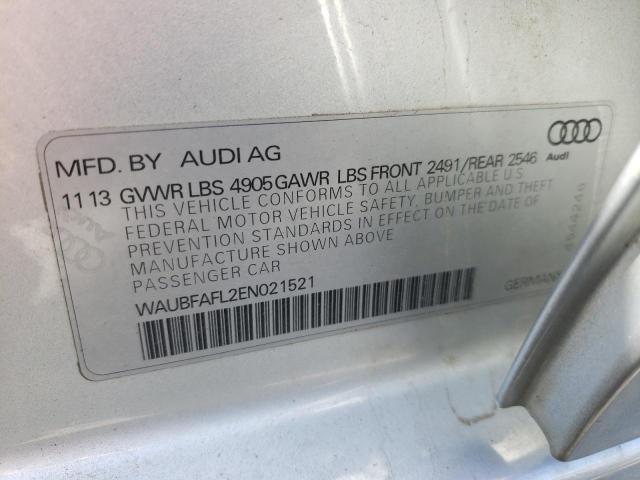 MFD. BY AUDI AG
Audi
11 13 GVWR LBS 4905 GAWR LBS FRONT 2491/REAR 2546
THIS VEHICLE CONFORMS TO ALL APPLICABLE U.S.
FEDERAL MOTOR VEHICLE SAFETY, BUMPER AND THEFT
PREVENTION STANDARDS IN EFFECT ON THE DATE OF
MANUFACTURE SHOWN ABOVE
PASSENGER CAR
WAUBFAFL2EN021521